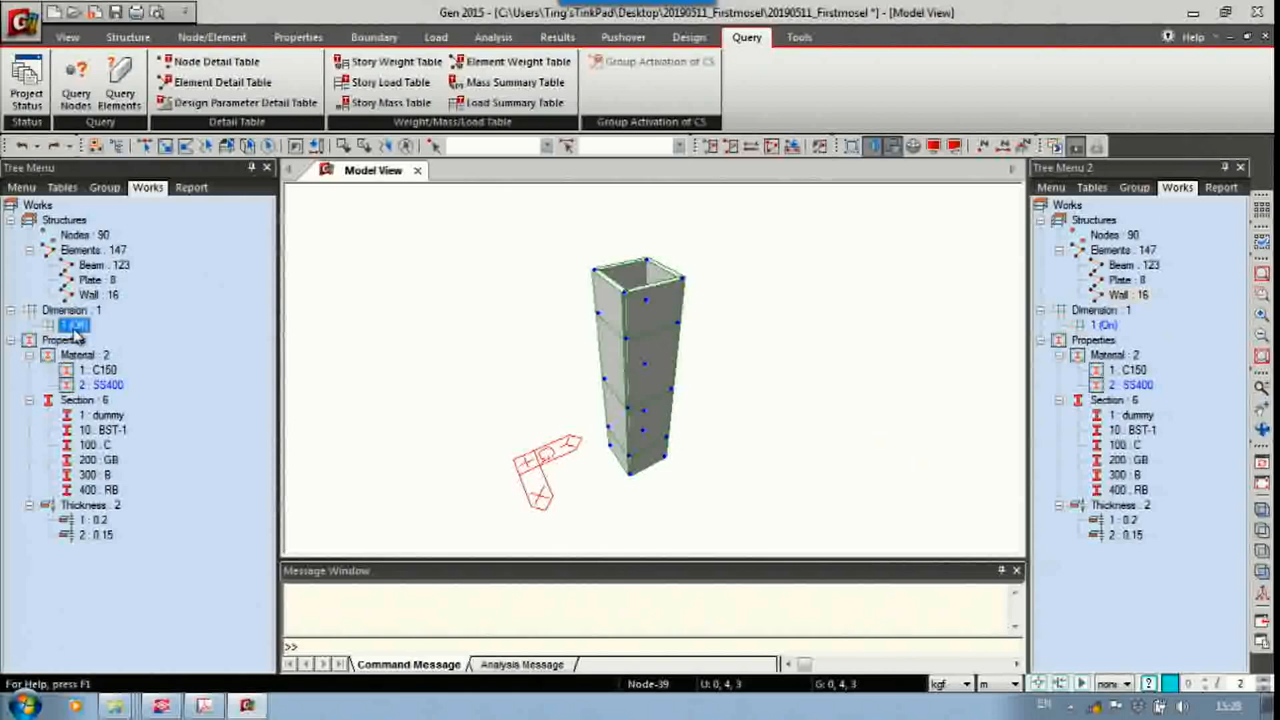 Gen 2015 - [C:\Users\Ting'sTinkPad\Desktop\20190511_Firstmosel\20190511_Firstmosel *] - [Model View]
View Structure Node/Element Properties Boundary Load Analysis Results Pushover Design Query Tools Help
Project Status
Query Nodes
Query Elements
Node Detail Table
Element Detail Table
Design Parameter Detail Table
Story Weight Table
Story Load Table
Story Mass Table
Element Weight Table
Mass Summary Table
Load Summary Table
Group Activation of CS
Status Query Detail Table Weight/Mass/Load Table Group Activation of CS
Tree Menu
Menu Tables Group Works Report
Works
Structures
Nodes : 90
Elements : 147
Beam : 123
Plate : 8
Wall : 16
Dimension : 1
1 (On)
Properties
Material : 2
1 : C150
2 : SS400
Section : 6
1 : dummy
10 : BST-1
100 : C
200 : GB
300 : B
400 : RB
Thickness : 2
1 : 0.2
2 : 0.15
Model View
X
Y
Message Window
>>
Command Message Analysis Message
Tree Menu 2
Menu Tables Group Works Report
Works
Structures
Nodes : 90
Elements : 147
Beam : 123
Plate : 8
Wall : 16
Dimension : 1
1 (On)
Properties
Material : 2
1 : C150
2 : SS400
Section : 6
1 : dummy
10 : BST-1
100 : C
200 : GB
300 : B
400 : RB
Thickness : 2
1 : 0.2
2 : 0.15
For Help, press F1 Node-39 U: 0, 4, 3 G: 0, 4, 3 kgf m none ? 0 / 2
EN 15:28